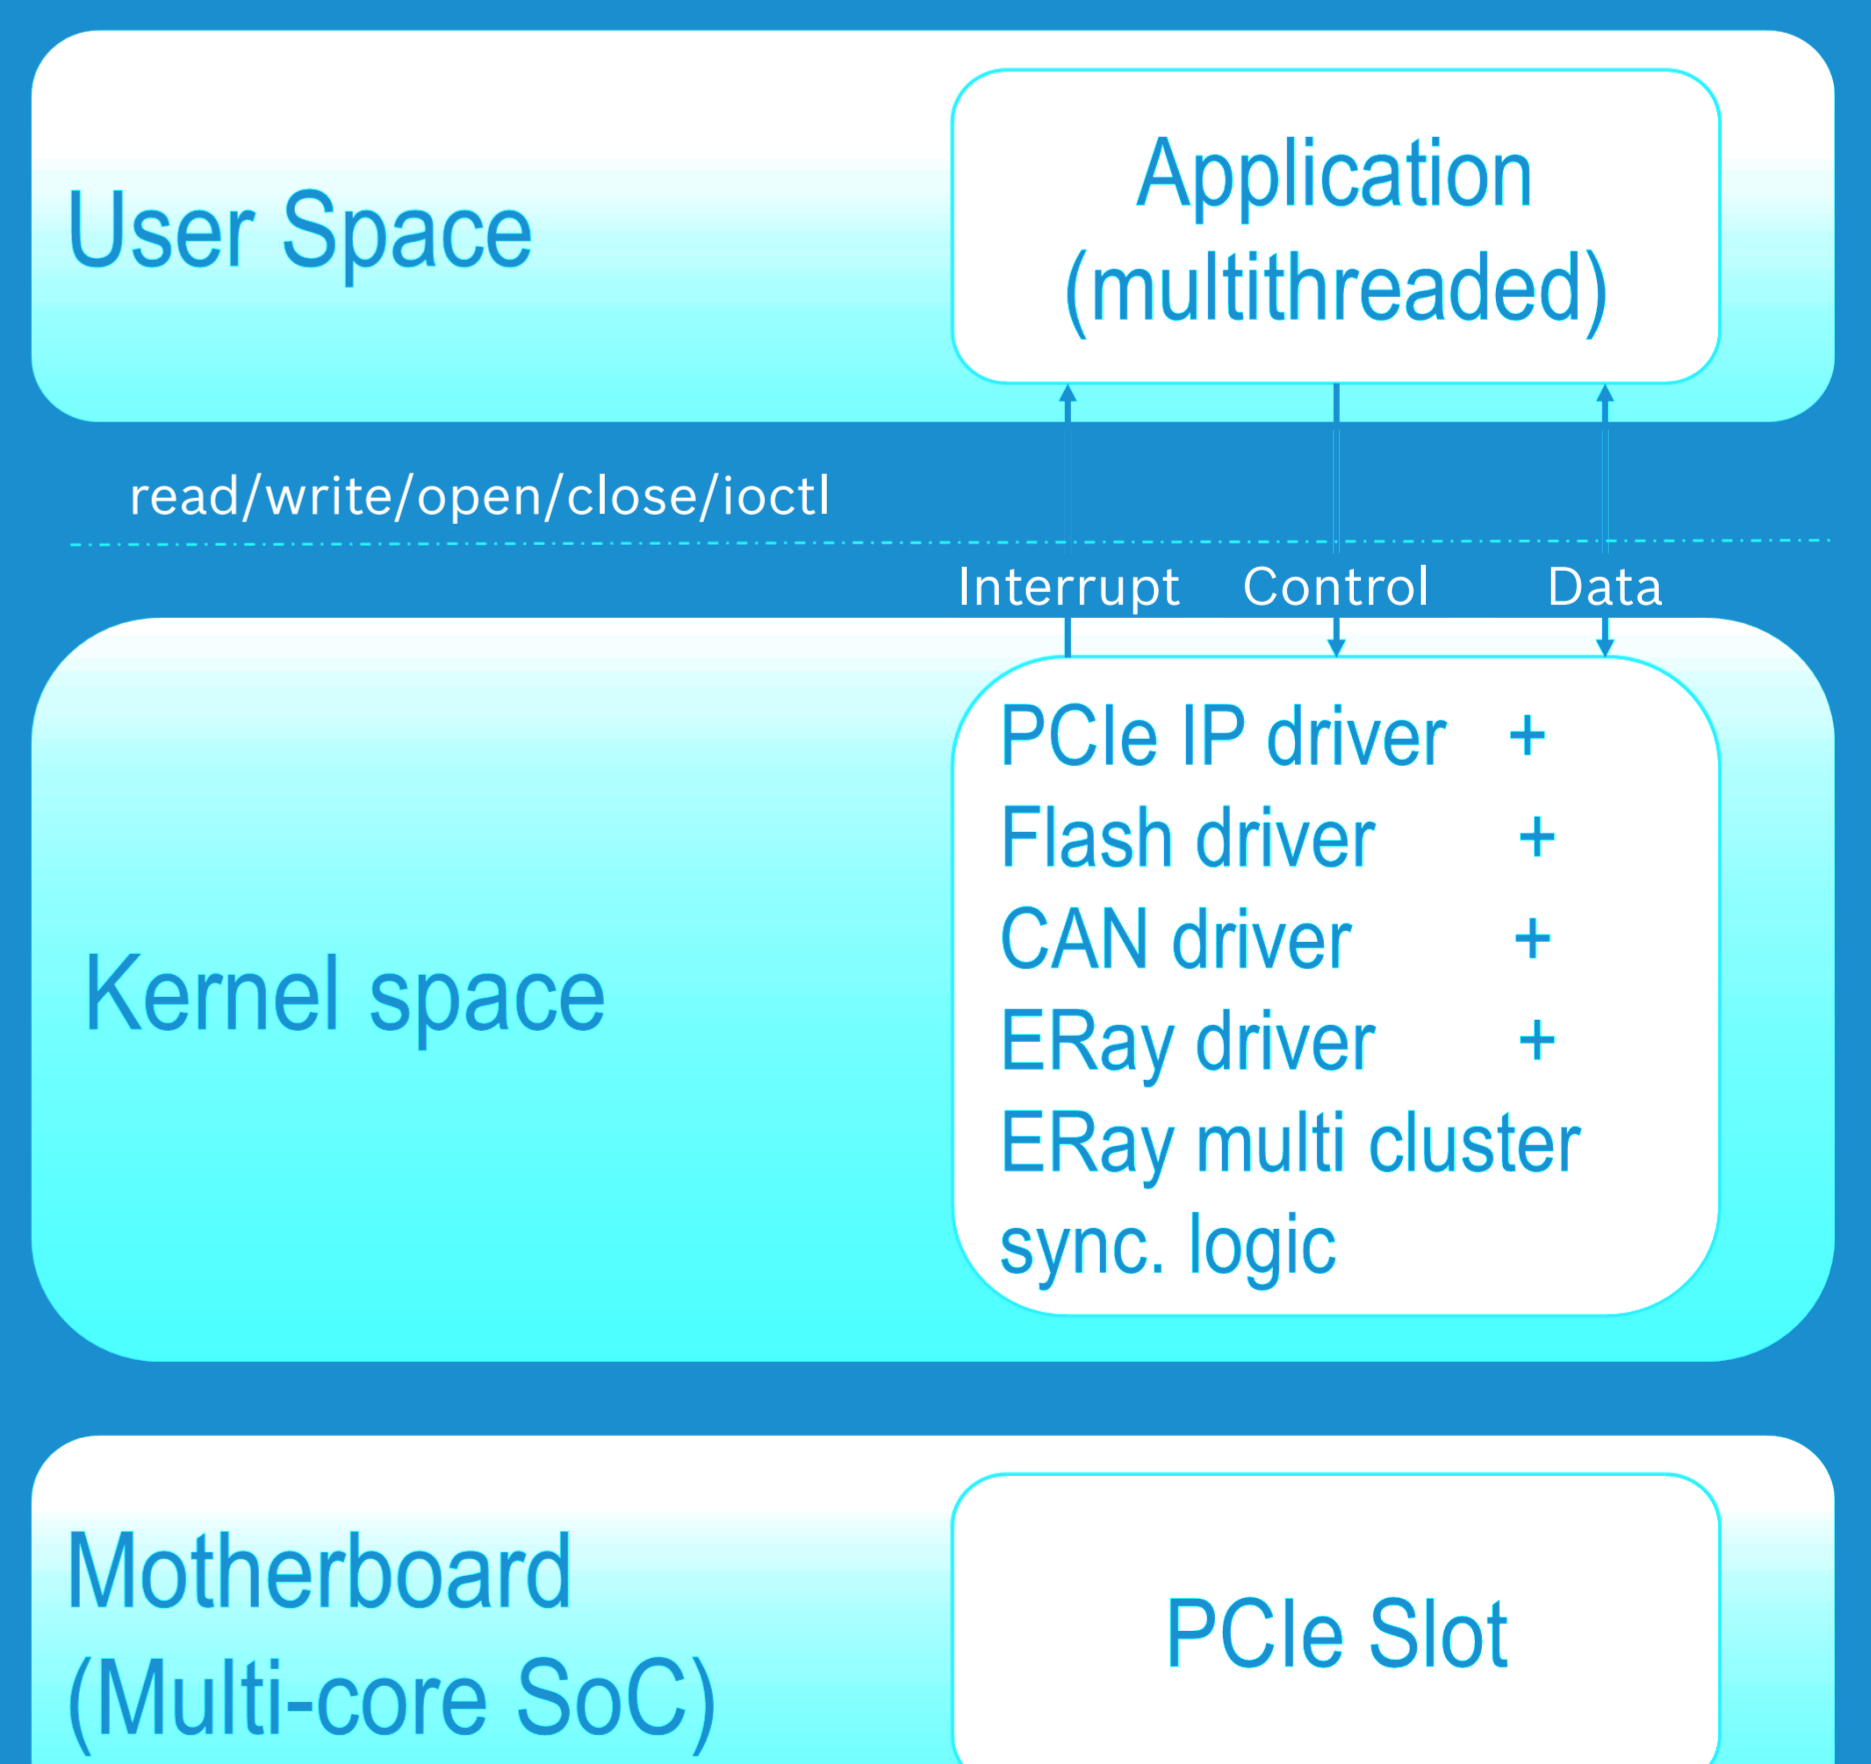 User Space
Application
(multithreaded)
read/write/open/close/ioctl
Interrupt Control Data
Kernel space
PCIe IP driver +
Flash driver +
CAN driver +
ERay driver +
ERay multi cluster
sync. logic
Motherboard
(Multi-core SoC)
PCIe Slot